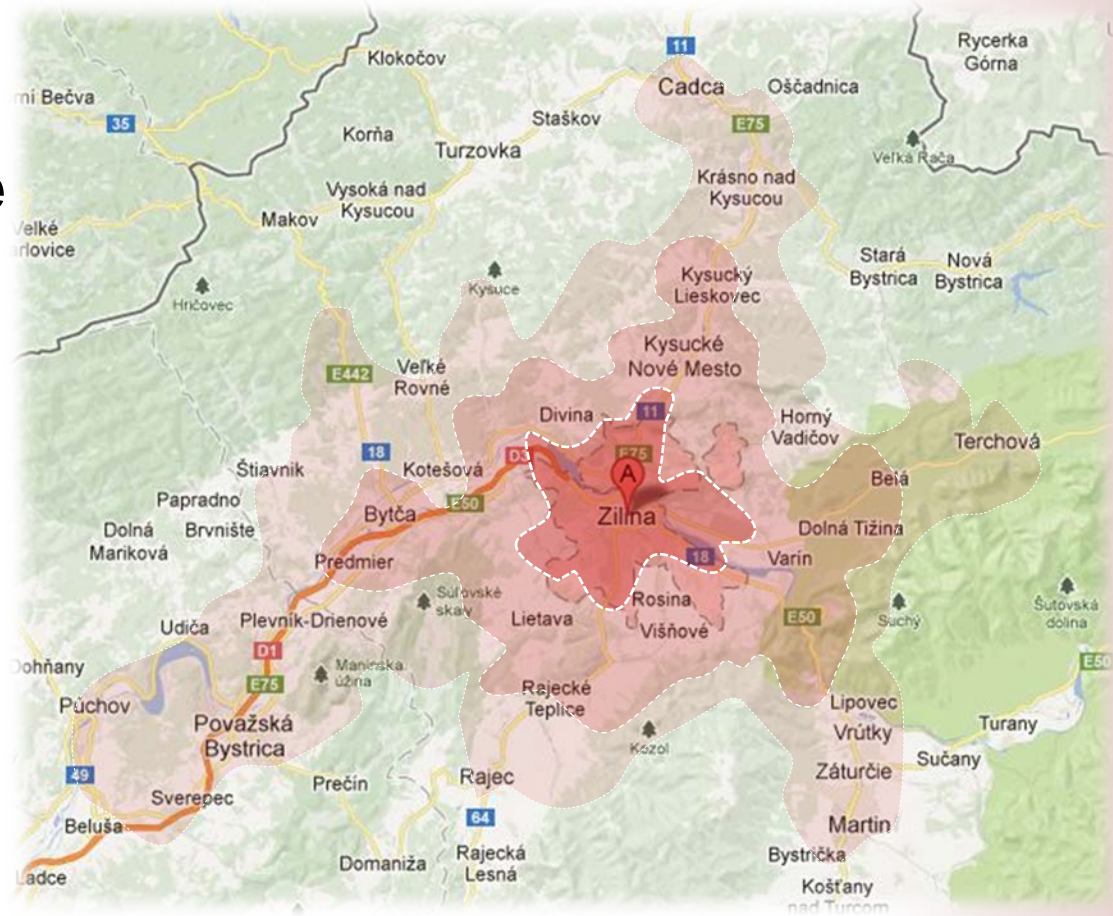 11
Rycerka
Górna
Klokočov
Cadca
Oščadnica
35
Staškov
E75
Korňa
Turzovka
Veľká Rača
Krásno nad
Kysucou
Vysoká nad
Kysucou
Makov
Velké
Stará
Bystrica
Nová
Bystrica
Kysuce
Kysucký
Lieskovec
Hričovec
Kysucké
Nové Mesto
E442
Veľké
Rovné
Divina
11
Horný
Vadičov
Terchová
18
D3
E75
A
Štiavnik
Kotešová
Belá
Papradno
E50
Bytča
Žilina
Dolná
Mariková
Brvnište
Dolná Tižina
18
Varín
Predmier
Súľovské
skaly
Rosina
Višňové
E50
Suchý
Šútovská
dolina
Lietava
Udiča
Plevník-Drienové
D1
E50
Dohňany
Manínska
úžina
E75
Púchov
Rajecké
Teplice
Lipovec
Vrútky
Turany
Považská
Bystrica
Kozol
Sučany
49
Prečín
Rajec
Záturčie
Sverepec
64
Beluša
Martin
Domaniža
Rajecká
Lesná
Bystrička
Ladce
Košťany
nad Turcom